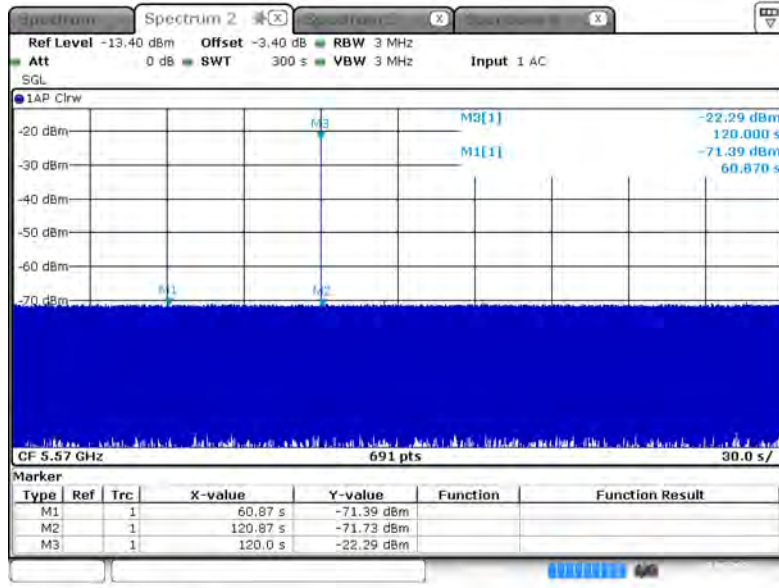 Spectrum
Spectrum 2 X
X
X
Ref Level -13.40 dBm Offset -3.40 dB RBW 3 MHz
Att 0 dB SWT 300 s VBW 3 MHz Input 1 AC
SGL
1AP Clrw
M3[1] -22.29 dBm
120.000 s
M1[1] -71.39 dBm
60.870 s
-20 dBm
-30 dBm
-40 dBm
-50 dBm
-60 dBm
-70 dBm
M3
M1
M2
CF 5.57 GHz 691 pts 30.0 s/
Marker
Type Ref Trc X-value Y-value Function Function Result
M1 1 60.87 s -71.39 dBm
M2 1 120.87 s -71.73 dBm
M3 1 120.0 s -22.29 dBm